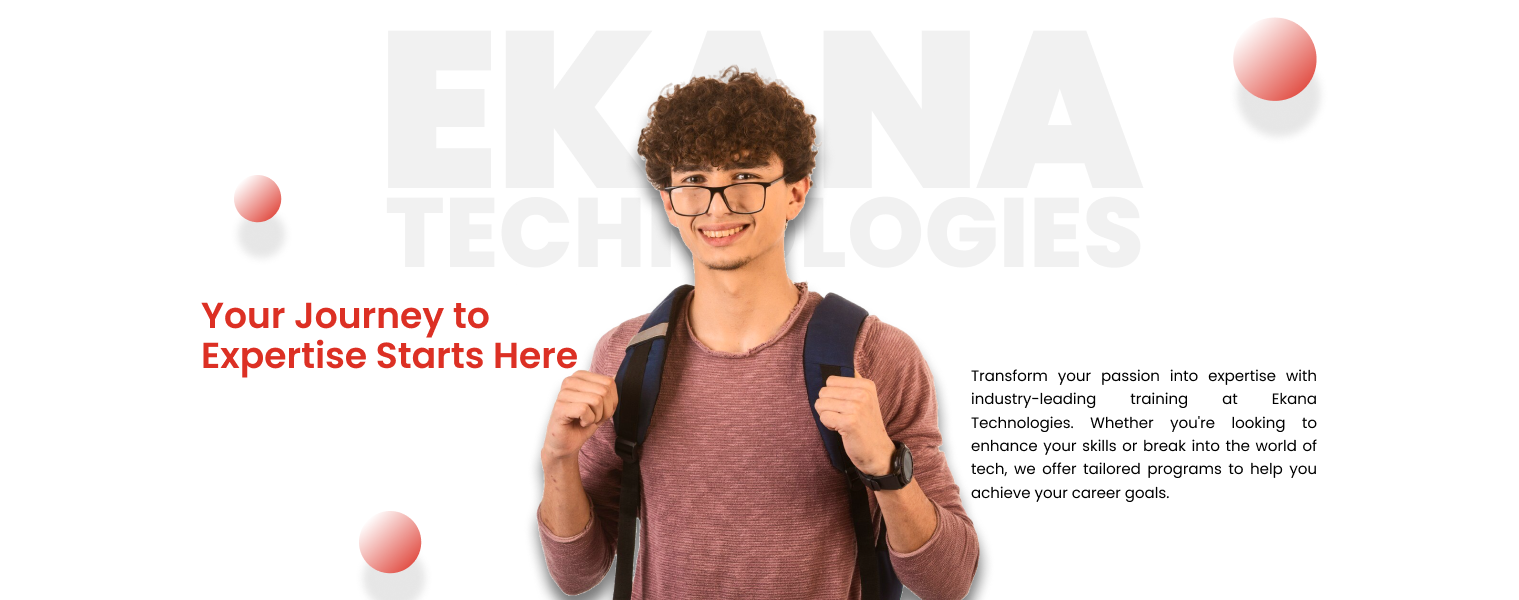 EKANA
TECHNOLOGIES
Your Journey to
Expertise Starts Here
Transform your passion into expertise with
industry-leading training at Ekana
Technologies. Whether you're looking to
enhance your skills or break into the world of
tech, we offer tailored programs to help you
achieve your career goals.